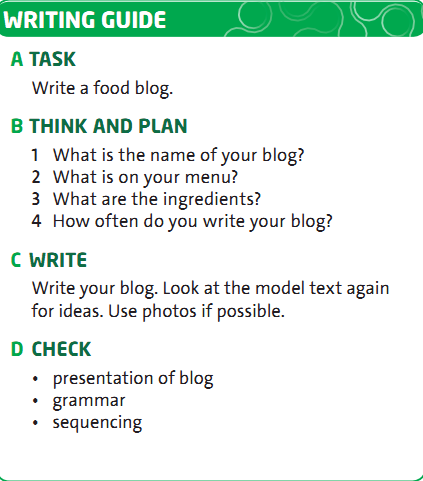 WRITING GUIDE
A TASK
Write a food blog.
B THINK AND PLAN
1 What is the name of your blog?
2 What is on your menu?
3 What are the ingredients?
4 How often do you write your blog?
C WRITE
Write your blog. Look at the model text again
for ideas. Use photos if possible.
D CHECK
• presentation of blog
• grammar
• sequencing